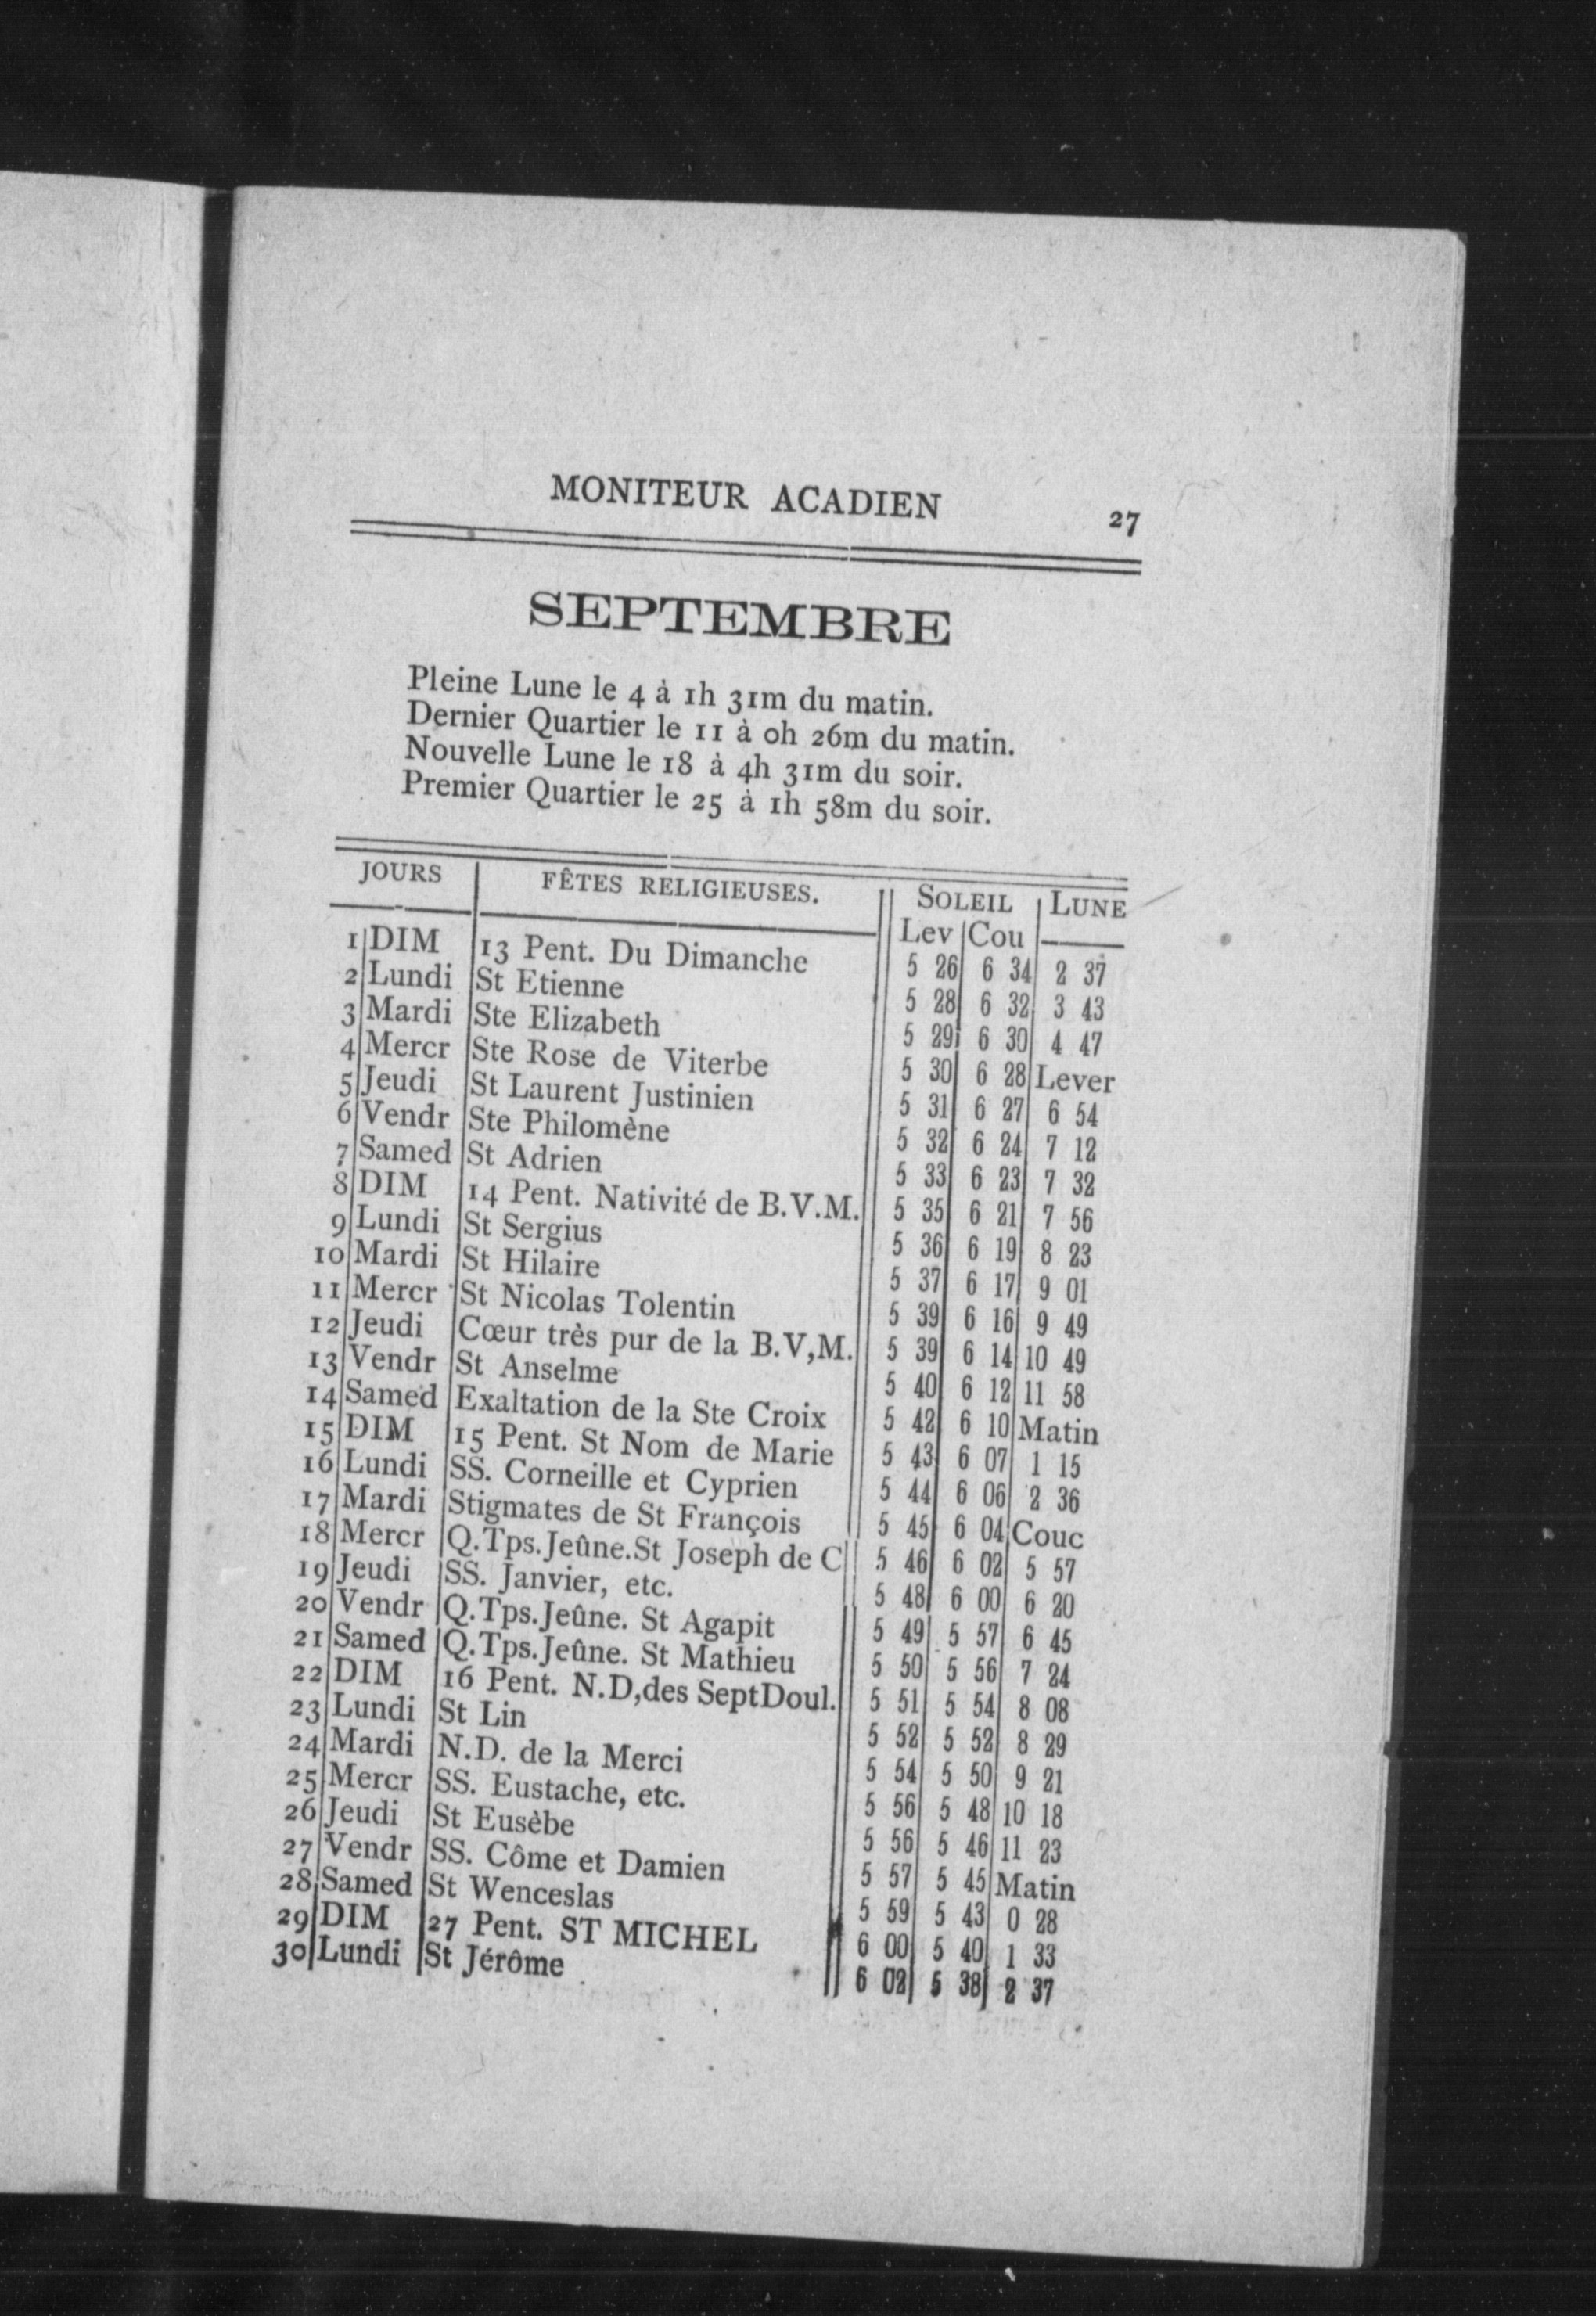 MONITEUR ACADIEN 27
SEPTEMBRE
Pleine Lune le 4 à 1h 31m du matin.
Dernier Quartier le 11 à 0h 26m du matin.
Nouvelle Lune le 18 à 4h 31m du soir.
Premier Quartier le 25 à 1h 58m du soir.
JOURS FÊTES RELIGIEUSES. SOLEIL LUNE
Lev Cou
1 DIM 13 Pent. Du Dimanche 5 26 6 34 2 37
2 Lundi St Etienne 5 28 6 32 3 43
3 Mardi Ste Elizabeth 5 29 6 30 4 47
4 Mercr Ste Rose de Viterbe 5 30 6 28 Lever
5 Jeudi St Laurent Justinien 5 31 6 27 6 54
6 Vendr Ste Philomène 5 32 6 24 7 12
7 Samed St Adrien 5 33 6 23 7 32
8 DIM 14 Pent. Nativité de B.V.M. 5 35 6 21 7 56
9 Lundi St Sergius 5 36 6 19 8 23
10 Mardi St Hilaire 5 37 6 17 9 01
11 Mercr St Nicolas Tolentin 5 39 6 16 9 49
12 Jeudi Cœur très pur de la B.V,M. 5 39 6 14 10 49
13 Vendr St Anselme 5 40 6 12 11 58
14 Samed Exaltation de la Ste Croix 5 42 6 10 Matin
15 DIM 15 Pent. St Nom de Marie 5 43 6 07 1 15
16 Lundi SS. Corneille et Cyprien 5 44 6 06 2 36
17 Mardi Stigmates de St François 5 45 6 04 Couc
18 Mercr Q.Tps.Jeûne.St Joseph de C 5 46 6 02 5 57
19 Jeudi SS. Janvier, etc. 5 48 6 00 6 20
20 Vendr Q.Tps.Jeûne. St Agapit 5 49 5 57 6 45
21 Samed Q.Tps.Jeûne. St Mathieu 5 50 5 56 7 24
22 DIM 16 Pent. N.D,des SeptDoul. 5 51 5 54 8 08
23 Lundi St Lin 5 52 5 52 8 29
24 Mardi N.D. de la Merci 5 54 5 50 9 21
25 Mercr SS. Eustache, etc. 5 56 5 48 10 18
26 Jeudi St Eusèbe 5 56 5 46 11 23
27 Vendr SS. Côme et Damien 5 57 5 45 Matin
28 Samed St Wenceslas 5 59 5 43 0 28
29 DIM 27 Pent. ST MICHEL 6 00 5 40 1 33
30 Lundi St Jérôme 6 02 5 38 2 37